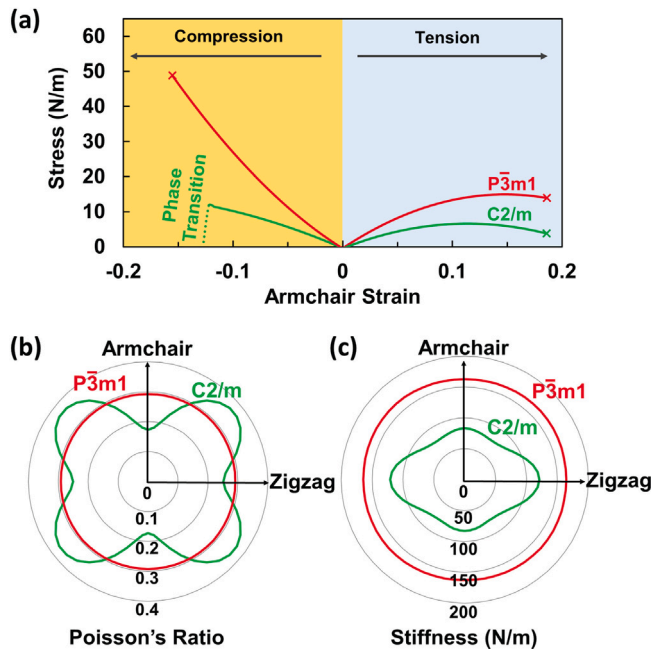 (a)
Compression
Tension
60
50
40
30
20
10
0
Stress (N/m)
Phase
Transition
P3̅m1
C2/m
-0.2
-0.1
0
0.1
0.2
Armchair Strain
(b)
Armchair
P3̅m1
C2/m
Zigzag
0
0.1
0.2
0.3
0.4
Poisson's Ratio
(c)
Armchair
P3̅m1
C2/m
Zigzag
0
50
100
150
200
Stiffness (N/m)